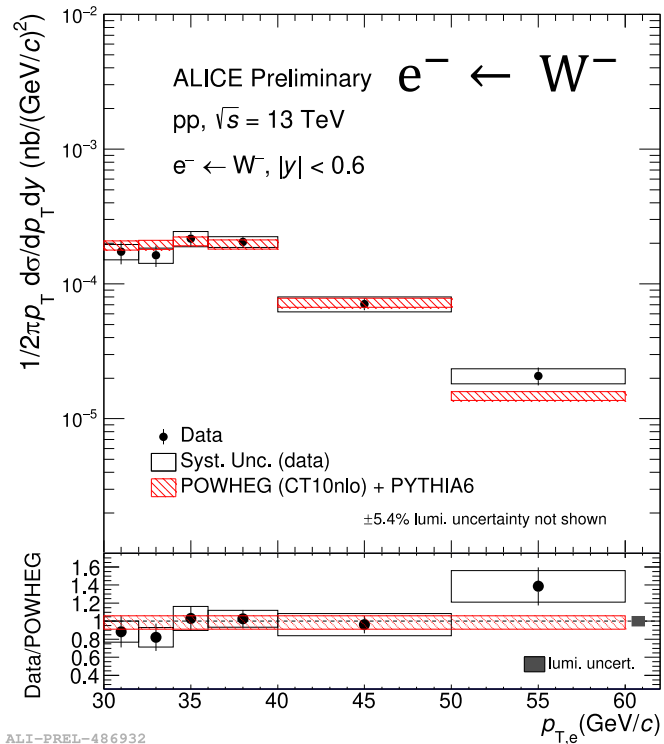 1/2πp_T dσ/dp_T dy (nb/(GeV/c)²)
10⁻²
10⁻³
10⁻⁴
10⁻⁵
ALICE Preliminary e⁻ ← W⁻
pp, √s = 13 TeV
e⁻ ← W⁻, |y| < 0.6
Data
Syst. Unc. (data)
POWHEG (CT10nlo) + PYTHIA6
±5.4% lumi. uncertainty not shown
Data/POWHEG
1.6
1.4
1.2
1
0.8
0.6
0.4
lumi. uncert.
30 35 40 45 50 55 60
p_T,e (GeV/c)
ALI-PREL-486932